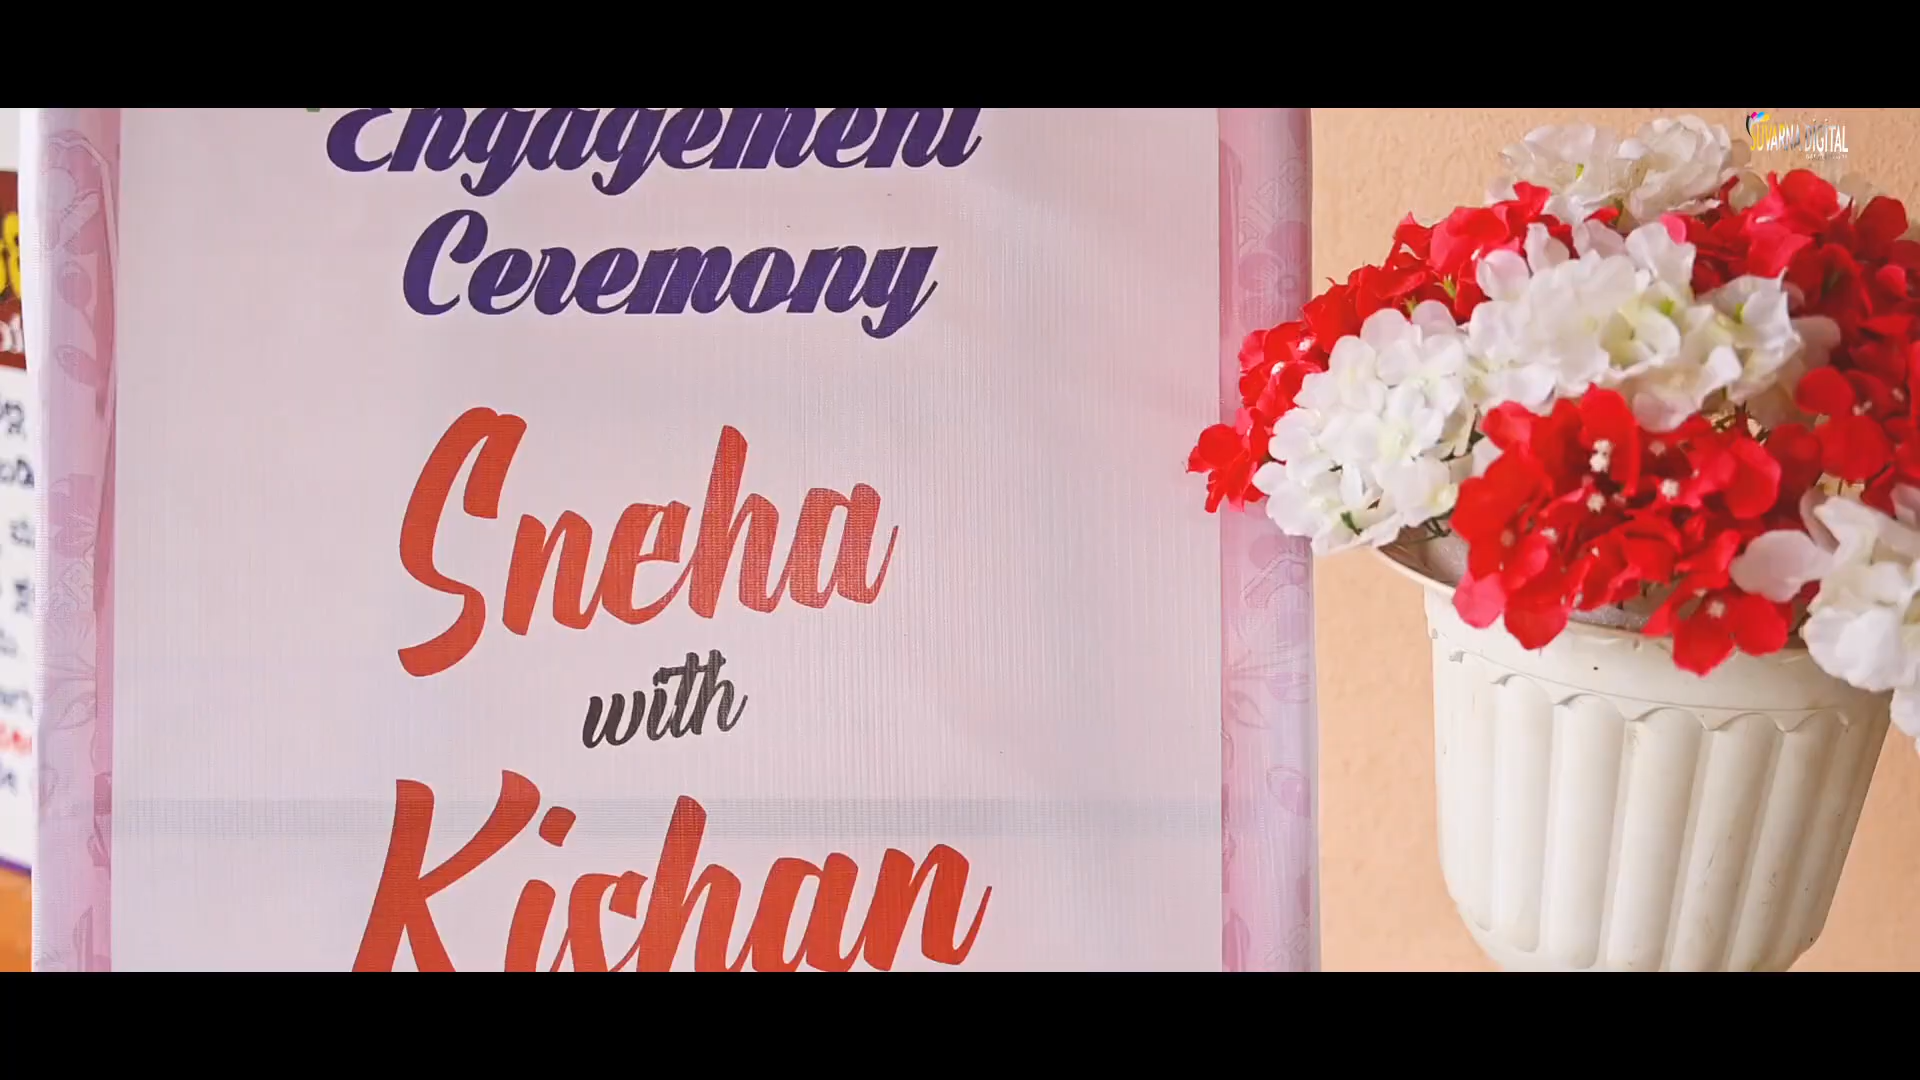 SUVARNA DIGITAL
Engagement
Ceremony
Sneha
with
Kishan